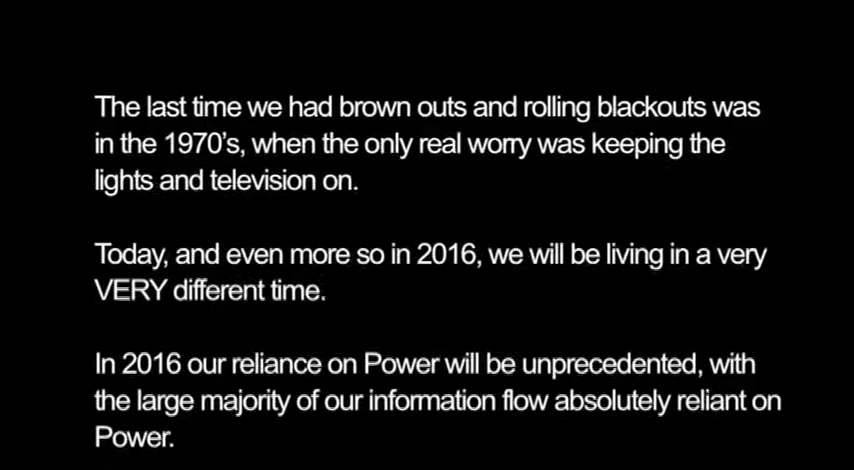 The last time we had brown outs and rolling blackouts was
in the 1970's, when the only real worry was keeping the
lights and television on.
Today, and even more so in 2016, we will be living in a very
VERY different time.
In 2016 our reliance on Power will be unprecedented, with
the large majority of our information flow absolutely reliant on
Power.